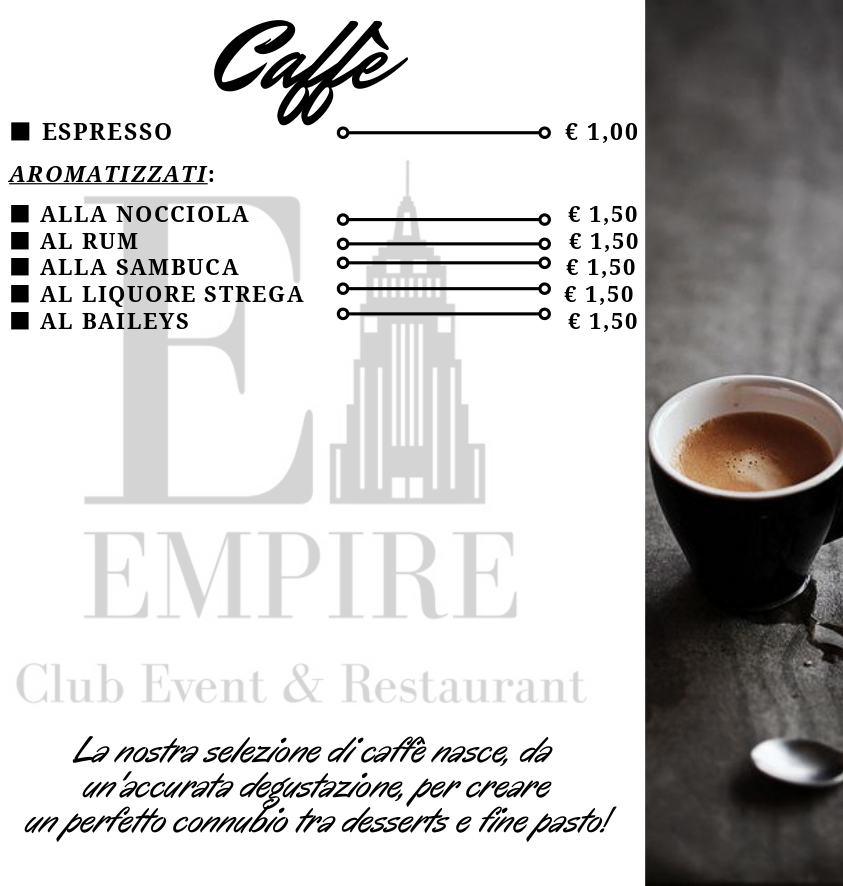 Caffè
ESPRESSO € 1,00
AROMATIZZATI:
ALLA NOCCIOLA € 1,50
AL RUM € 1,50
ALLA SAMBUCA € 1,50
AL LIQUORE STREGA € 1,50
AL BAILEYS € 1,50
E
EMPIRE
Club Event & Restaurant
La nostra selezione di caffè nasce, da
un'accurata degustazione, per creare
un perfetto connubio tra desserts e fine pasto!